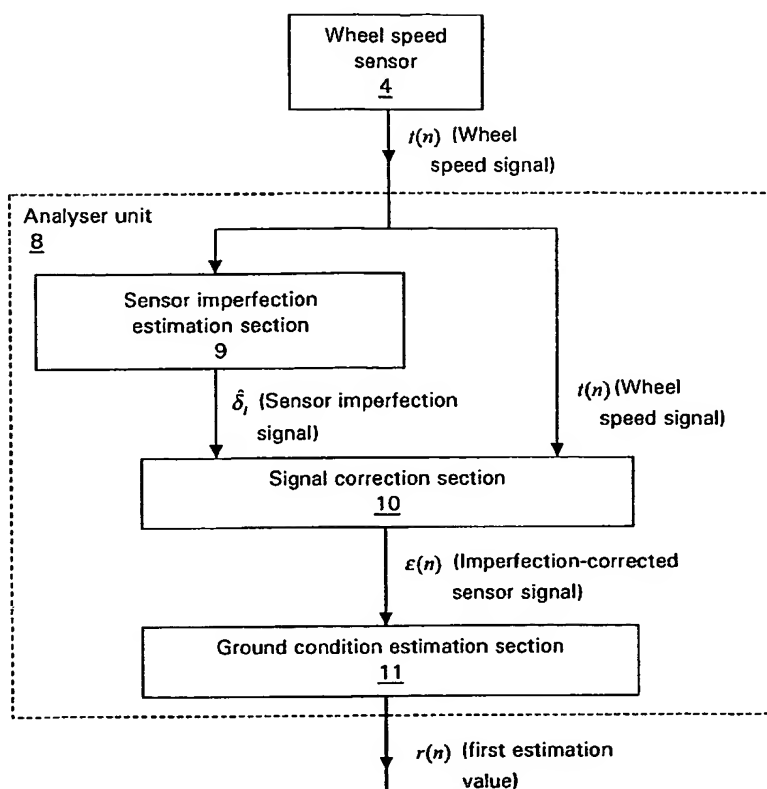 Wheel speed
sensor
4
t(n) (Wheel
speed signal)
Analyser unit
8
Sensor imperfection
estimation section
9
δ̂_l (Sensor imperfection
signal)
t(n) (Wheel
speed signal)
Signal correction section
10
ε(n) (Imperfection-corrected
sensor signal)
Ground condition estimation section
11
r(n) (first estimation
value)